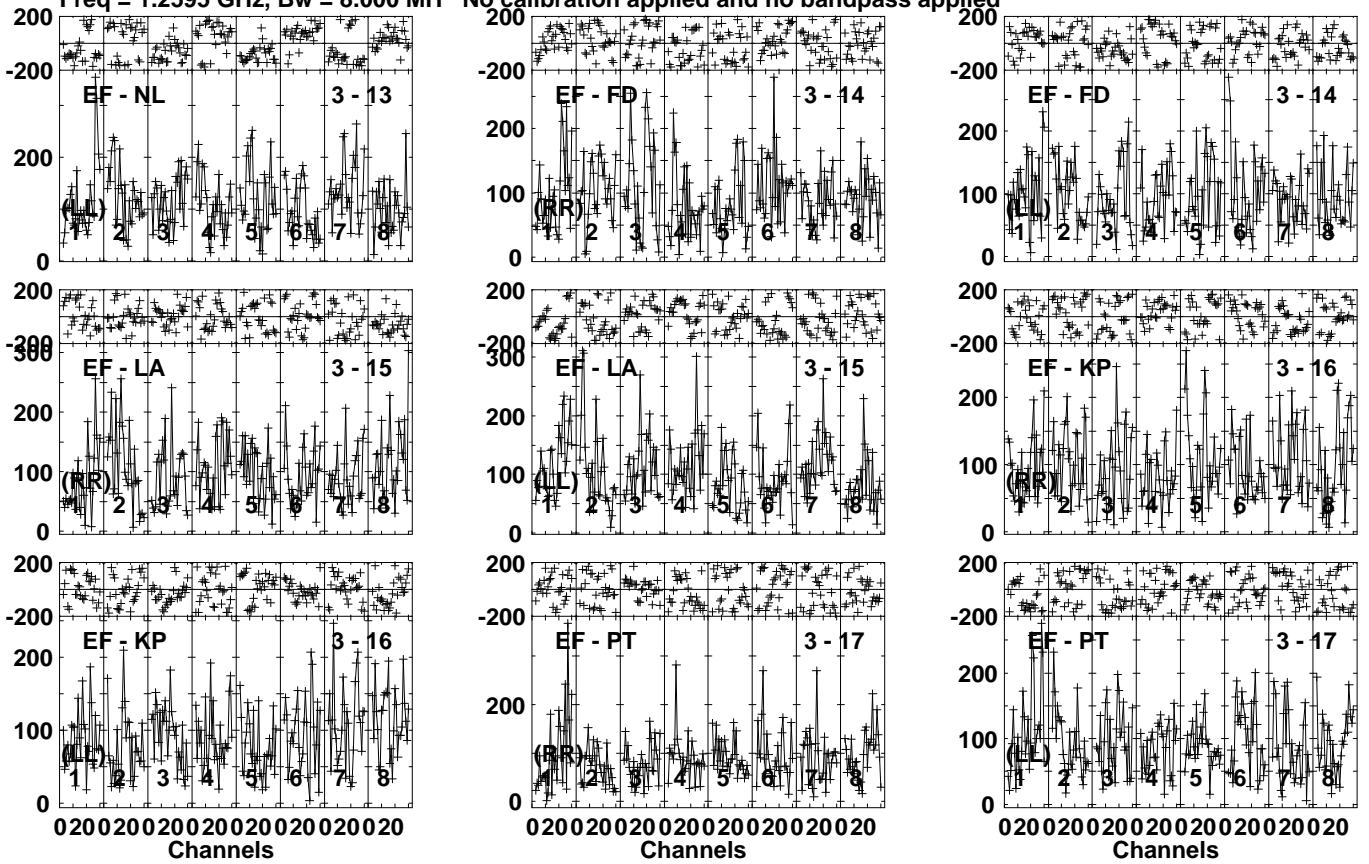 Freq = 1.2595 GHz, Bw = 8.000 MH No calibration applied and no bandpass applied
200 200 200
-200 -200 -200
EF - NL 3 - 13 EF - FD 3 - 14 EF - FD 3 - 14
200 200 200
100 100
(LL) (RR) (LL)
1 2 3 4 5 6 7 8 1 2 3 4 5 6 7 8 1 2 3 4 5 6 7 8
0 0 0
200 200 200
-200 -200 -200
300 300
EF - LA 3 - 15 EF - LA 3 - 15 EF - KP 3 - 16
200 200 200
100 100 100
(RR) (LL) (RR)
1 2 3 4 5 6 7 8 1 2 3 4 5 6 7 8 1 2 3 4 5 6 7 8
0 0 0
200 200 200
-200 -200 -200
EF - KP 3 - 16 EF - PT 3 - 17 EF - PT 3 - 17
200 200 200
100 100
(LL) (RR) (LL)
1 2 3 4 5 6 7 8 1 2 3 4 5 6 7 8 1 2 3 4 5 6 7 8
0 0 0
0 20 0 20 0 20 0 20 0 20 0 20 0 20 0 20 0 20 0 20 0 20 0 20 0 20 0 20 0 20 0 20 0 20 0 20 0 20 0 20 0 20 0 20 0 20 0 20
Channels Channels Channels